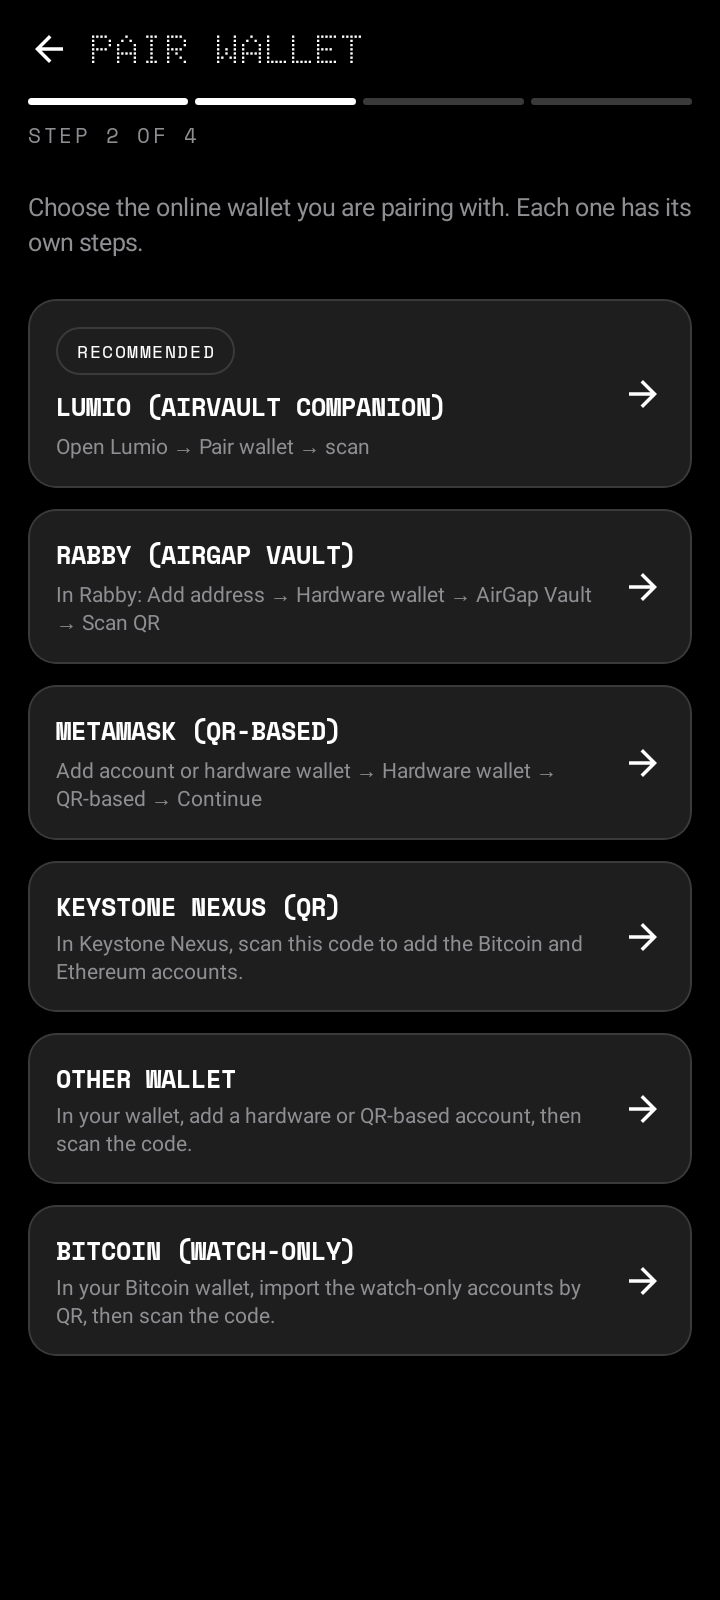 PAIR WALLET
STEP 2 OF 4
Choose the online wallet you are pairing with. Each one has its
own steps.
RECOMMENDED
LUMIO (AIRVAULT COMPANION)
Open Lumio → Pair wallet → scan
RABBY (AIRGAP VAULT)
In Rabby: Add address → Hardware wallet → AirGap Vault
→ Scan QR
METAMASK (QR-BASED)
Add account or hardware wallet → Hardware wallet →
QR-based → Continue
KEYSTONE NEXUS (QR)
In Keystone Nexus, scan this code to add the Bitcoin and
Ethereum accounts.
OTHER WALLET
In your wallet, add a hardware or QR-based account, then
scan the code.
BITCOIN (WATCH-ONLY)
In your Bitcoin wallet, import the watch-only accounts by
QR, then scan the code.